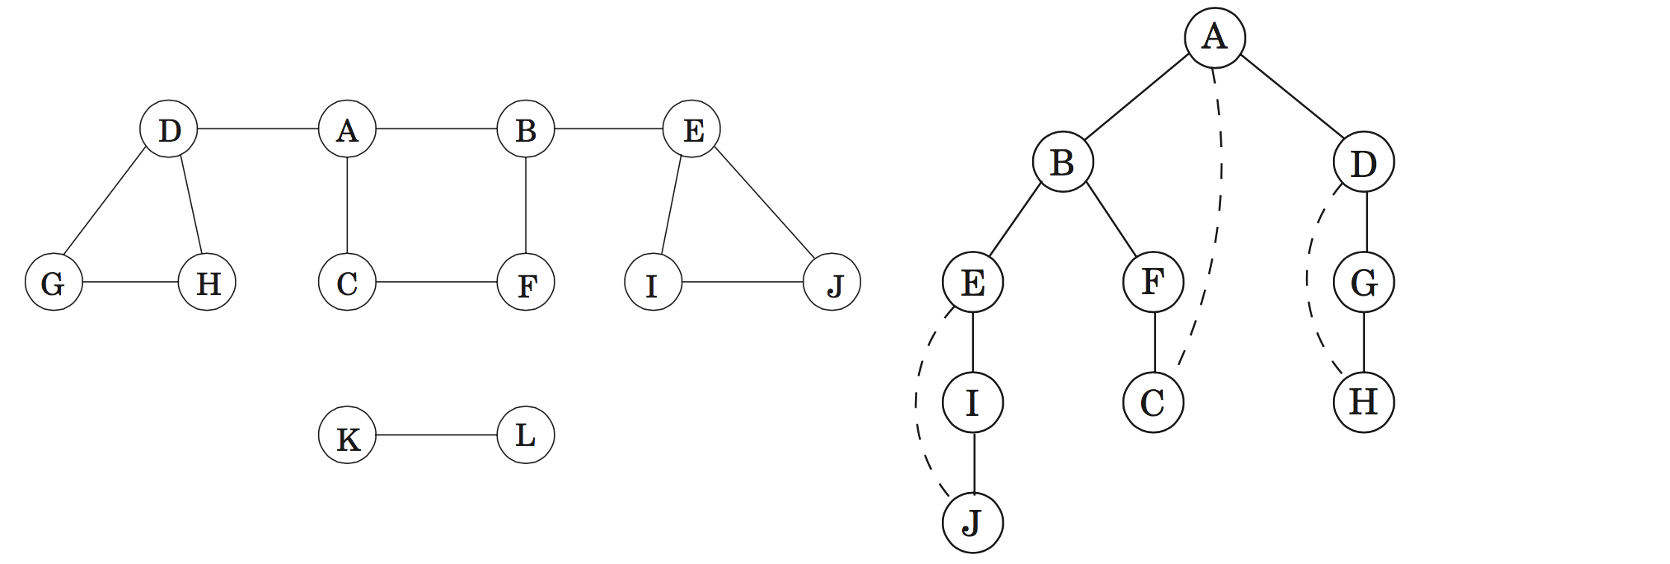 D A B E
G H C F I J
K L
A
B D
E F G
I C H
J